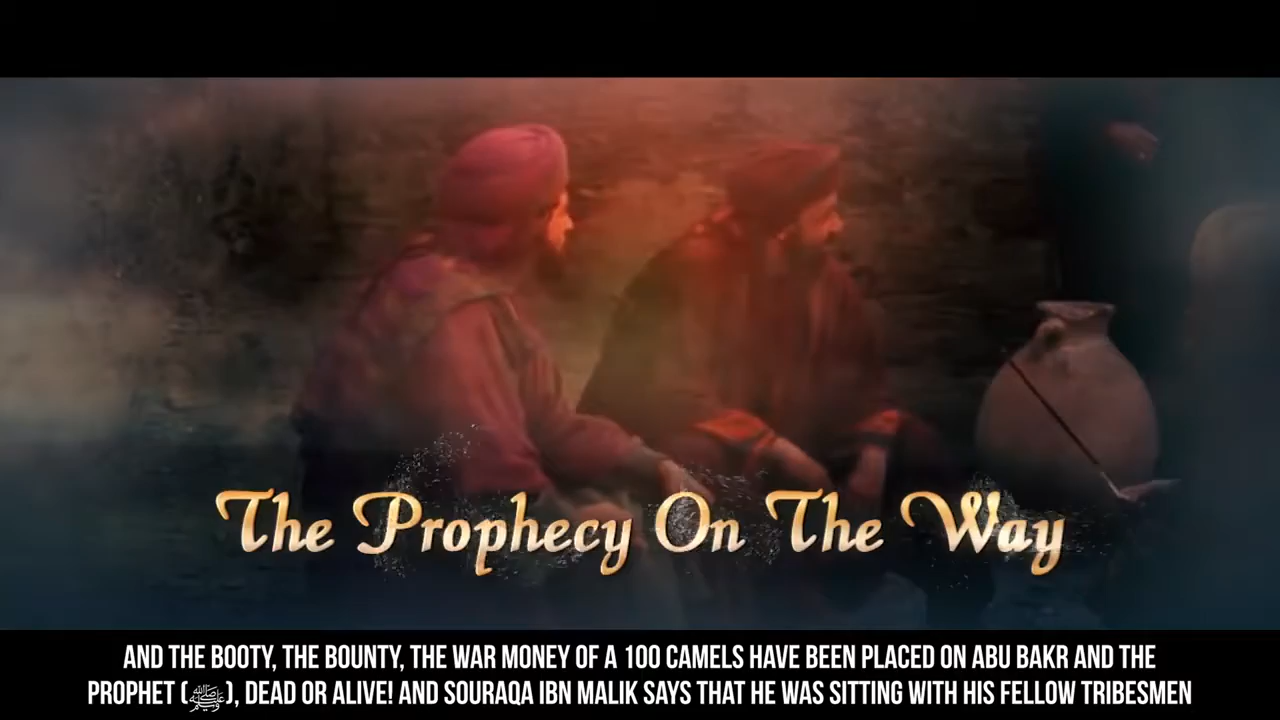 The Prophecy On The Way
AND THE BOOTY, THE BOUNTY, THE WAR MONEY OF A 100 CAMELS HAVE BEEN PLACED ON ABU BAKR AND THE
PROPHET (ﷺ), DEAD OR ALIVE! AND SOURAQA IBN MALIK SAYS THAT HE WAS SITTING WITH HIS FELLOW TRIBESMEN